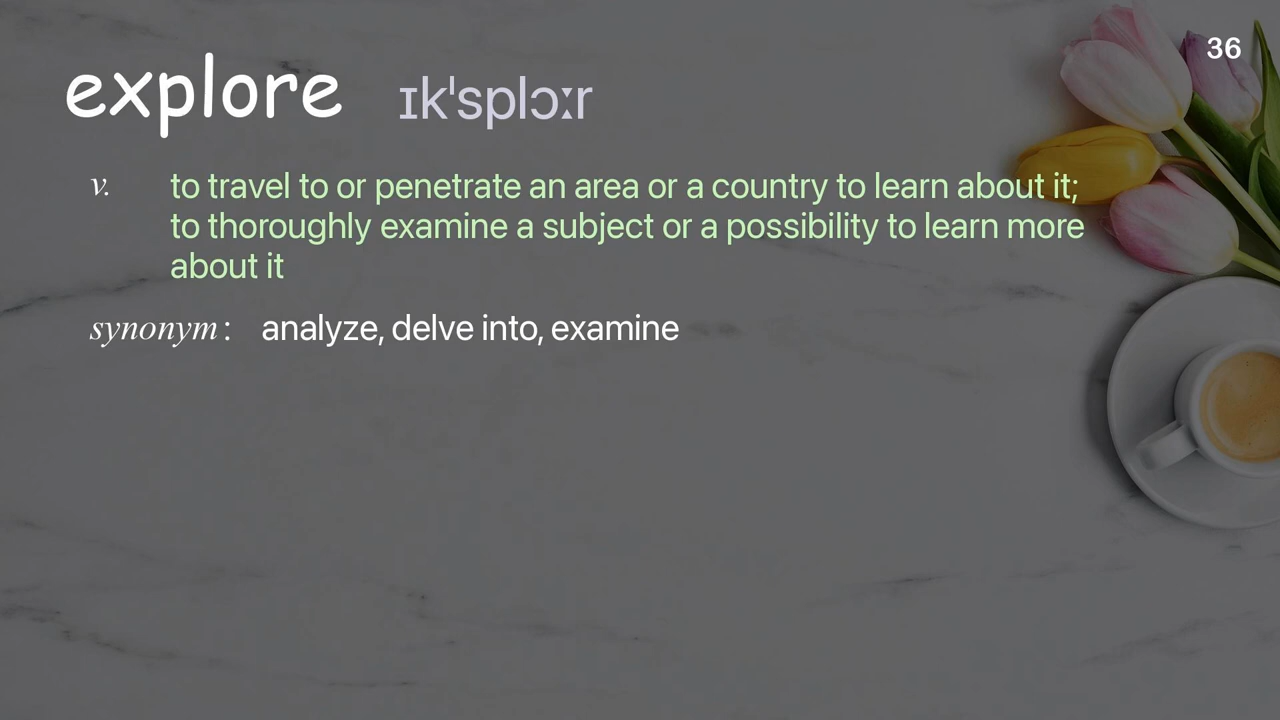 36
explore ɪkˈsplɔːr
v. to travel to or penetrate an area or a country to learn about it;
to thoroughly examine a subject or a possibility to learn more
about it
synonym: analyze, delve into, examine